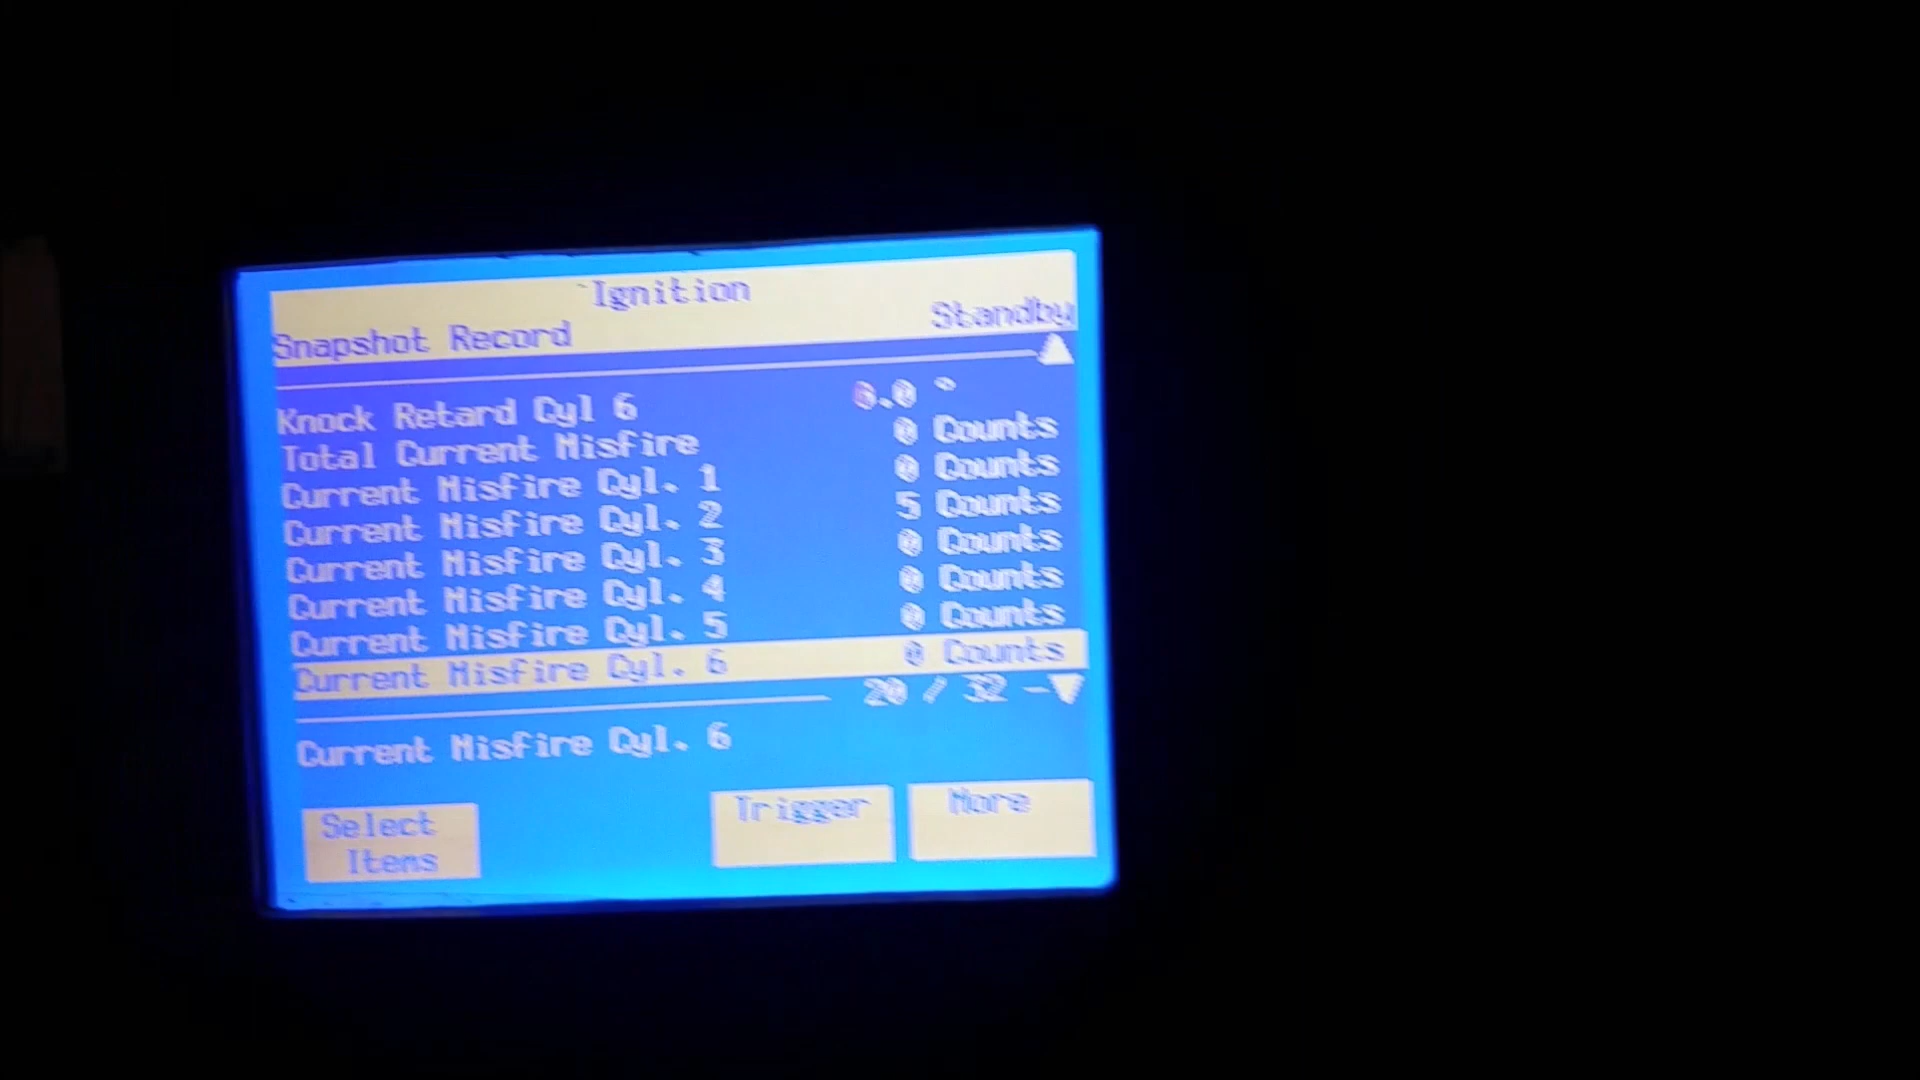 `Ignition
Snapshot Record Standby
Knock Retard Cyl 6 °
Total Current Misfire 0 Counts
Current Misfire Cyl. 1 0 Counts
Current Misfire Cyl. 2 5 Counts
Current Misfire Cyl. 3 0 Counts
Current Misfire Cyl. 4 0 Counts
Current Misfire Cyl. 5 0 Counts
Current Misfire Cyl. 6 0 Counts
20 / 32
Current Misfire Cyl. 6
Select Items
Trigger
More